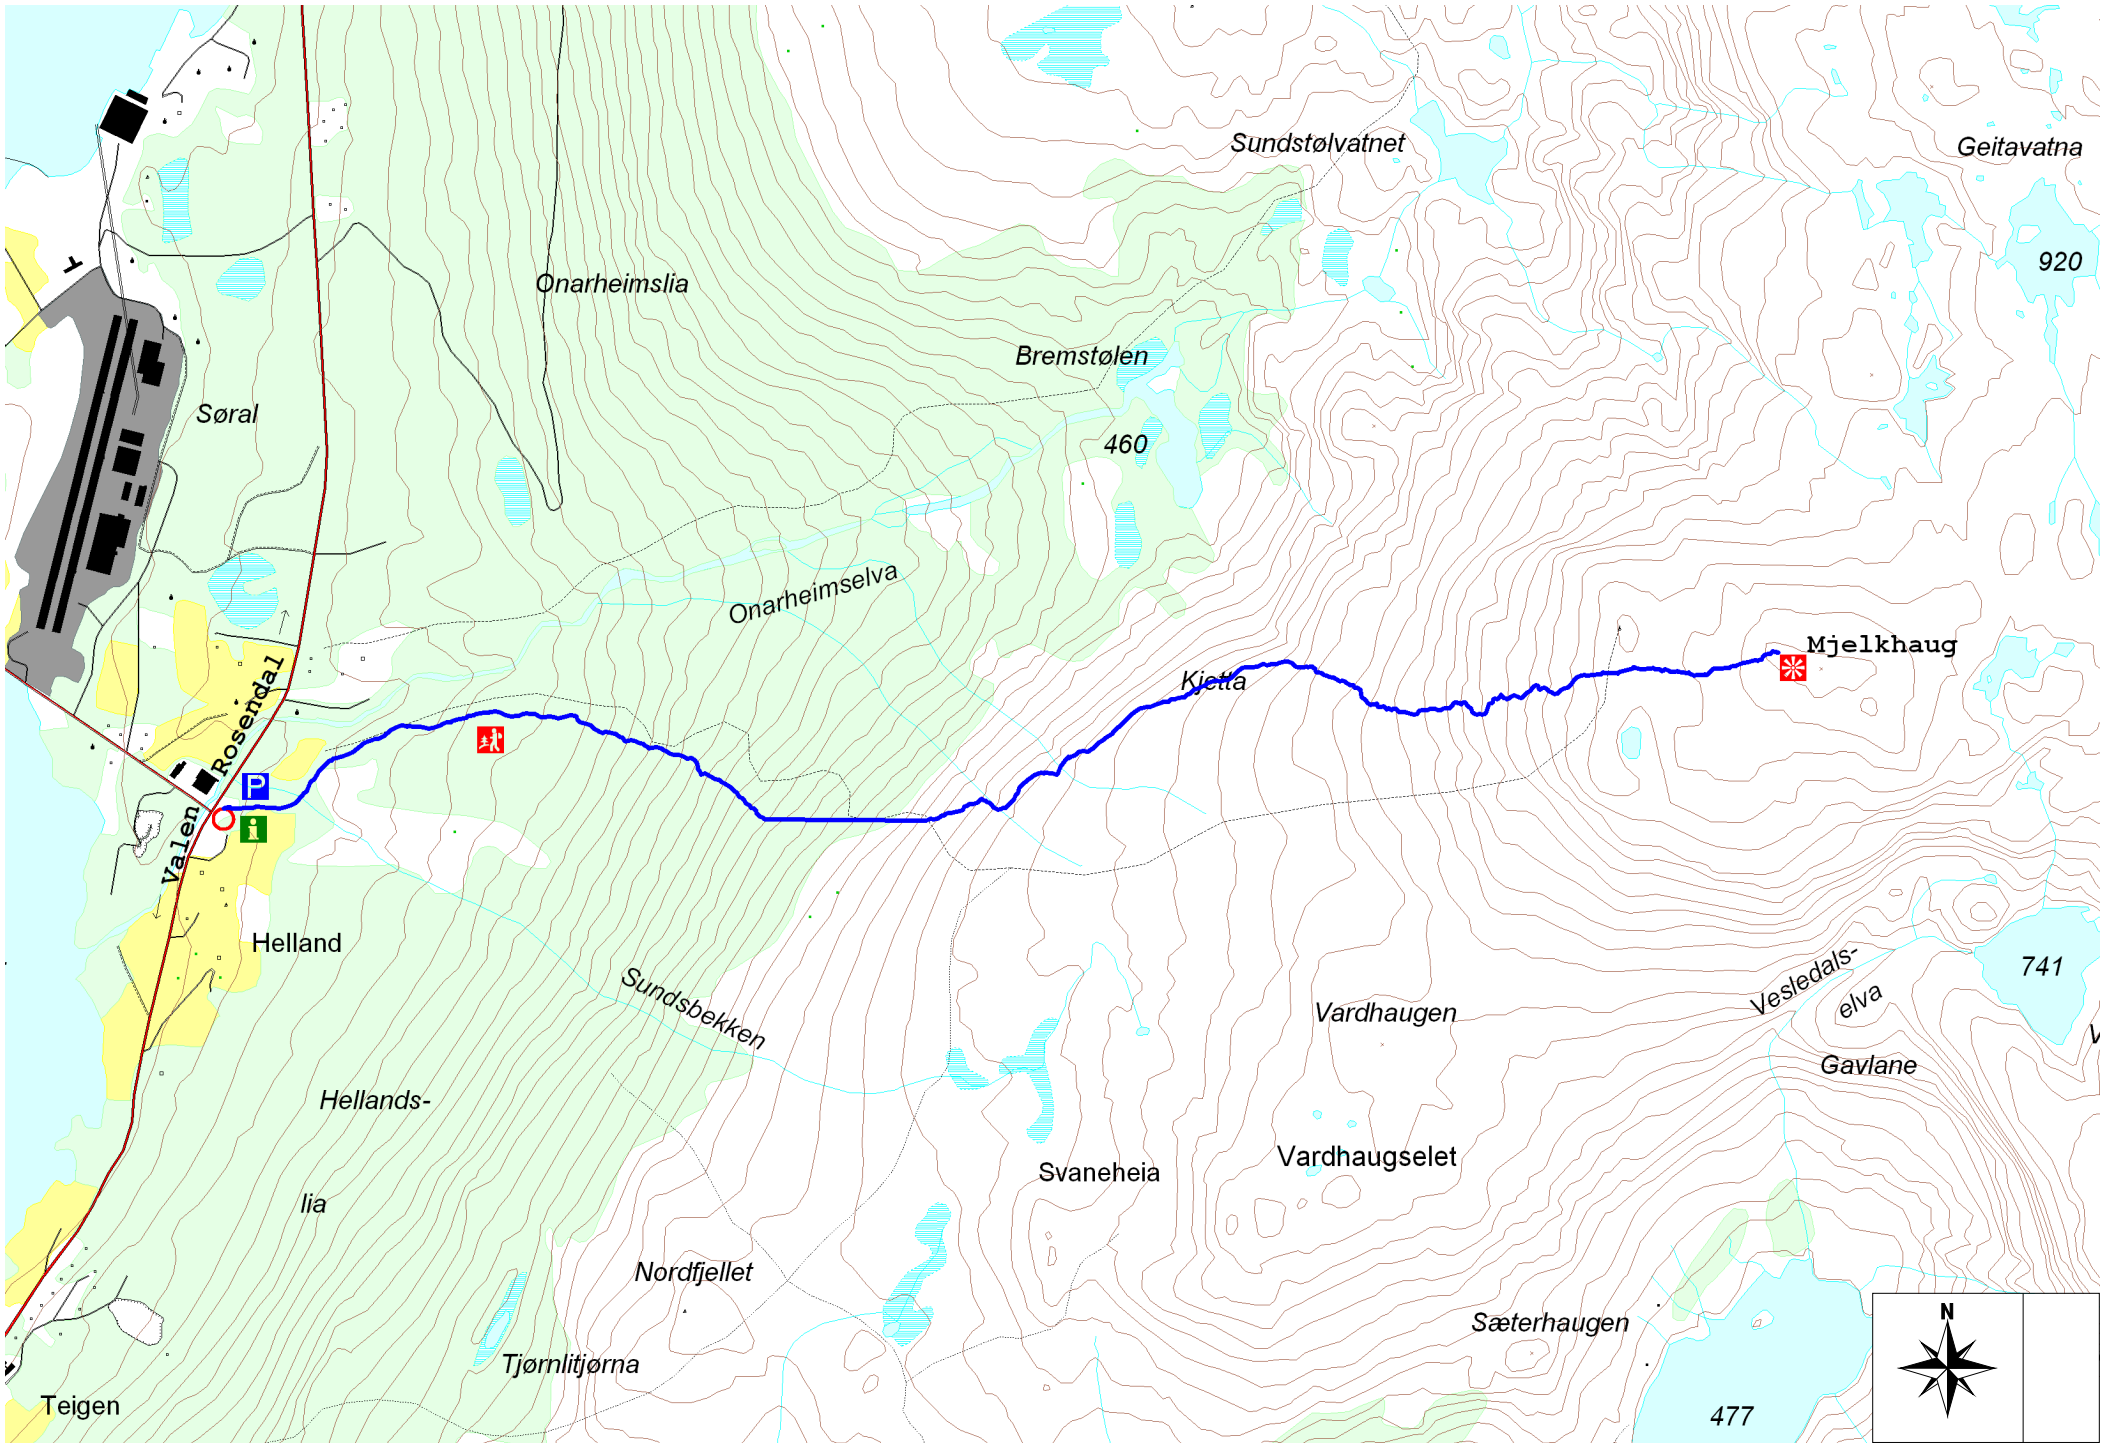 Sundstølvatnet
Geitavatna
920
Onarheimslia
Bremstølen
Søral
460
Onarheimselva
Mjelkhaug
Kjetta
Rosendal
P
i
Valen
Helland
Sundsbekken
Vesledals-
elva
741
V
Vardhaugen
Gavlane
Hellands-
lia
Svaneheia
Vardhaugselet
Nordfjellet
Sæterhaugen
Tjørnlitjørna
Teigen
477
N